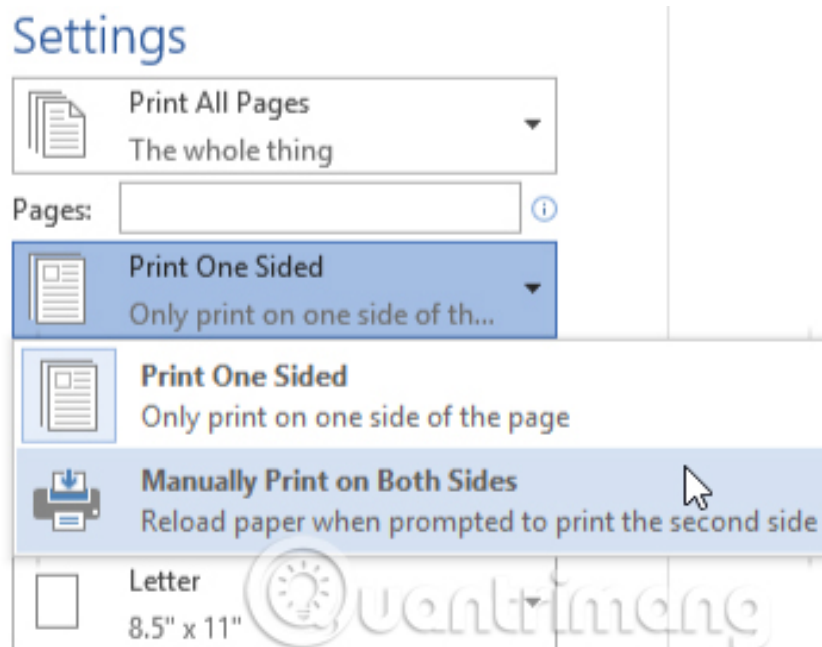 Settings
Print All Pages
The whole thing
Pages:
Print One Sided
Only print on one side of th...
Print One Sided
Only print on one side of the page
Manually Print on Both Sides
Reload paper when prompted to print the second side
Letter
8.5" x 11"
Quantrimang